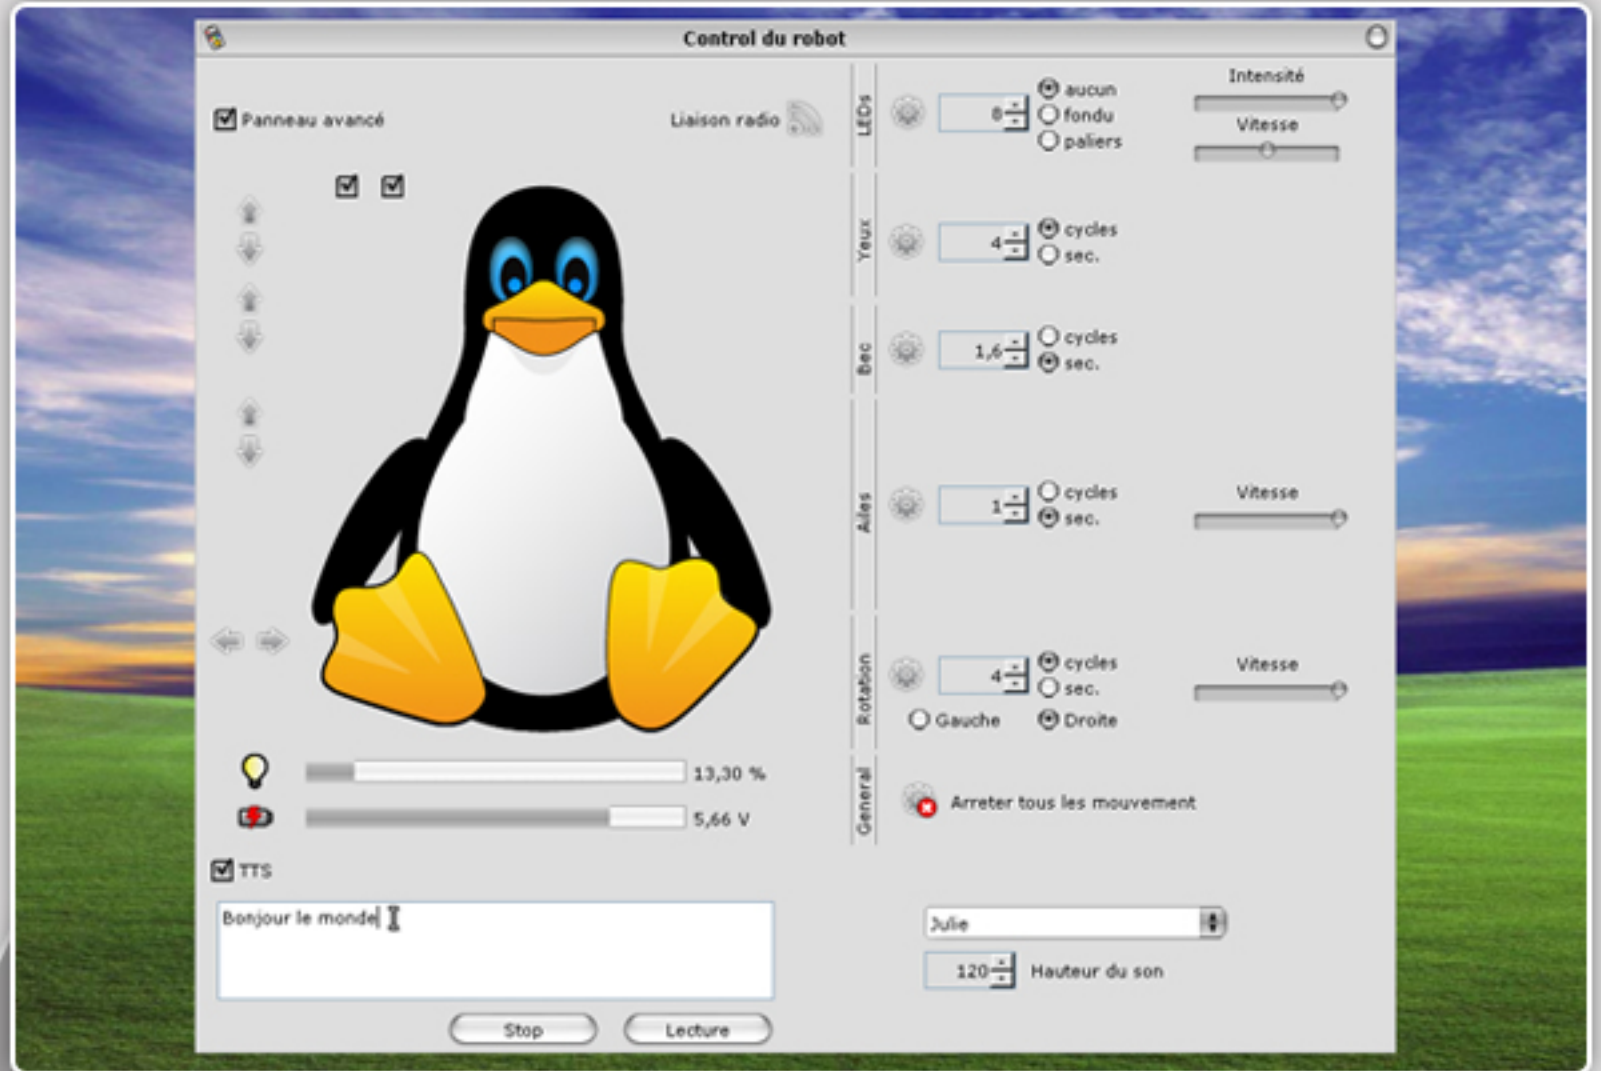 Control du robot
Panneau avancé
Liaison radio
LEDs
8
aucun
fondu
paliers
Intensité
Vitesse
Yeux
4
cycles
sec.
Bec
1,6
cycles
sec.
Ailes
1
cycles
sec.
Vitesse
Rotation
4
cycles
sec.
Vitesse
Gauche
Droite
13,30 %
5,66 V
General
Arreter tous les mouvement
TTS
Bonjour le monde
Julie
120
Hauteur du son
Stop
Lecture